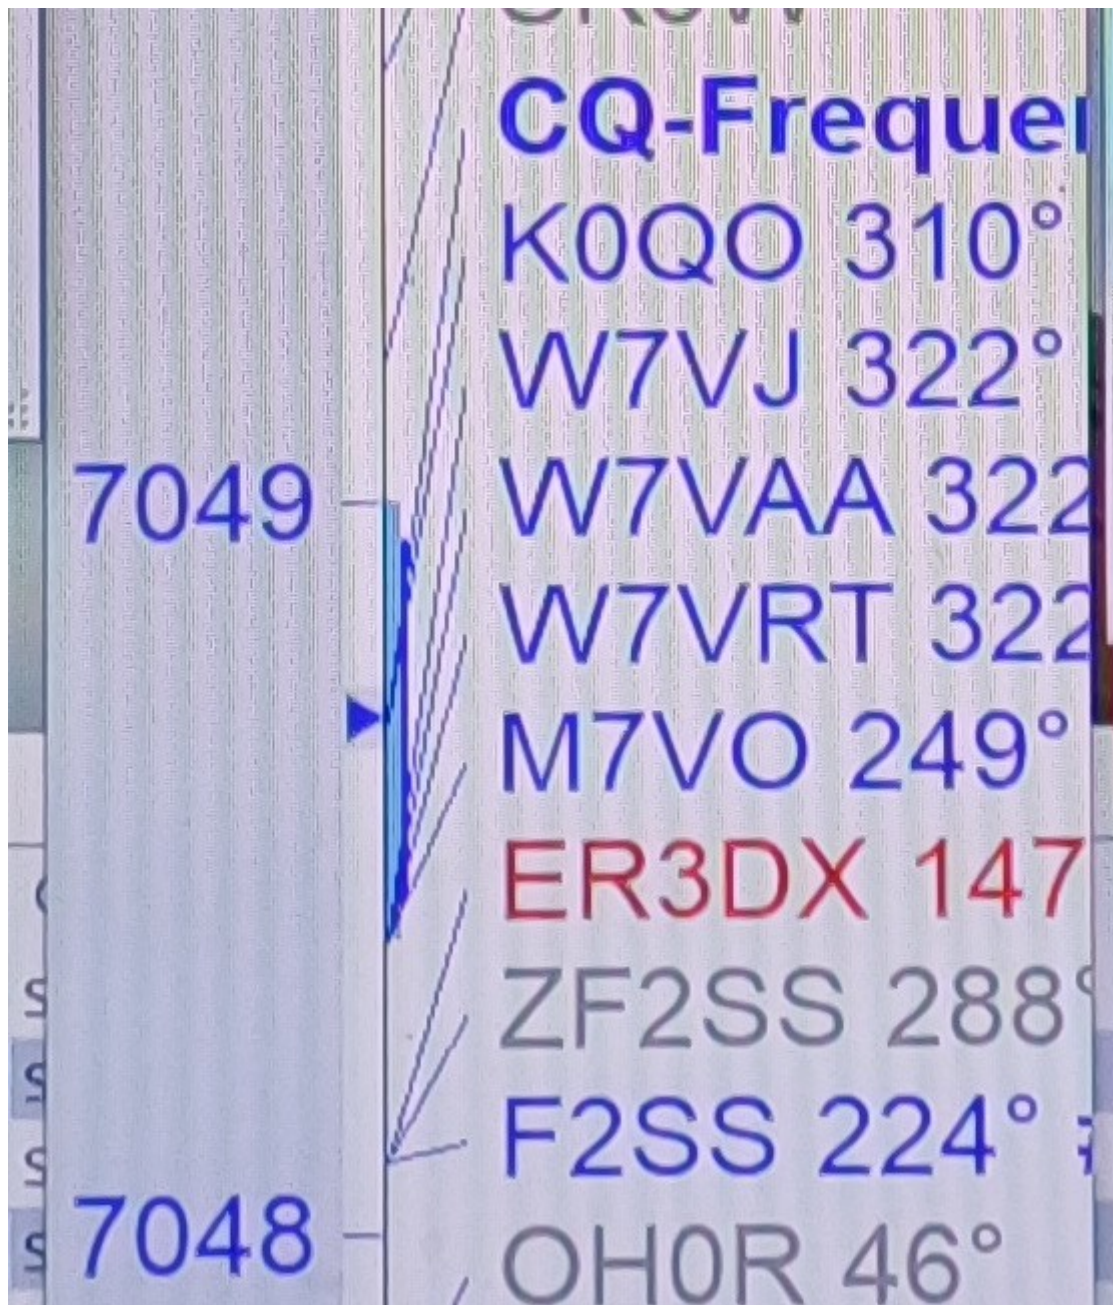 CQ-Freque
K0QO 310°
W7VJ 322°
7049
W7VAA 322
W7VRT 322
M7VO 249°
ER3DX 147
ZF2SS 288°
F2SS 224°
7048
OH0R 46°